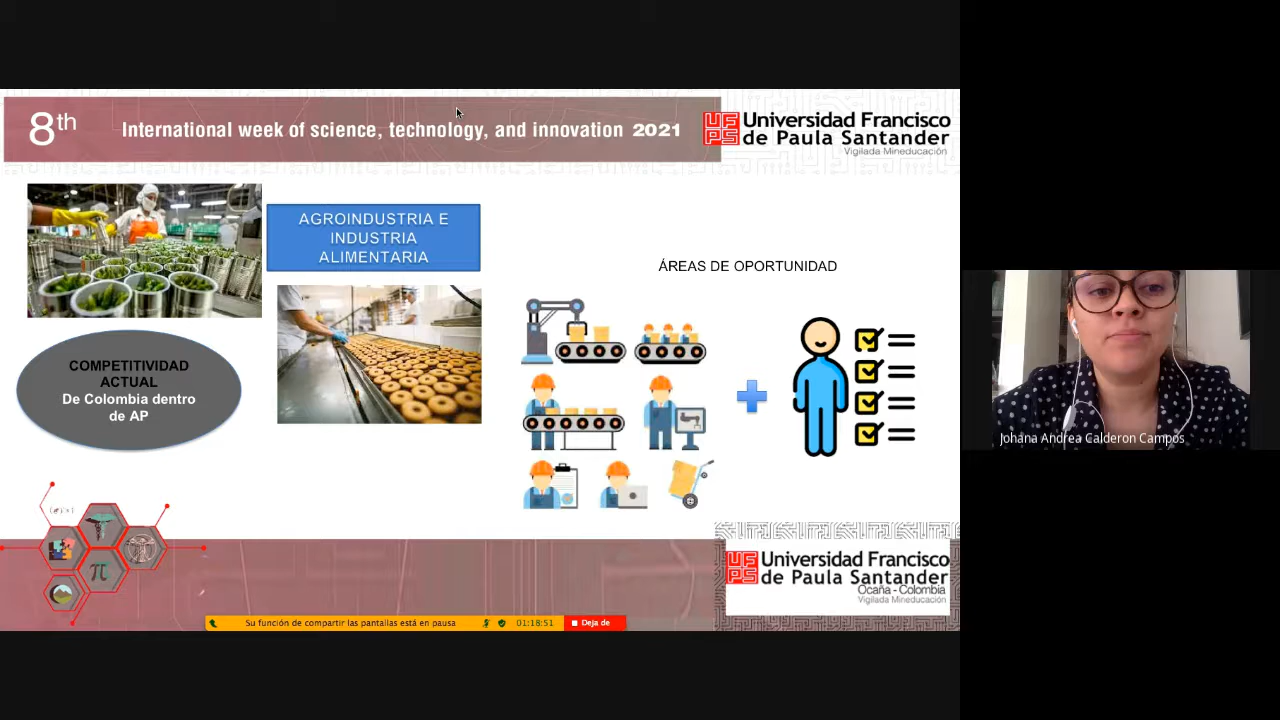 8th
International week of science, technology, and innovation 2021
UFPS
Universidad Francisco
de Paula Santander
Vigilada Mineducación
AGROINDUSTRIA E
INDUSTRIA
ALIMENTARIA
ÁREAS DE OPORTUNIDAD
COMPETITIVIDAD
ACTUAL
De Colombia dentro
de AP
Johana Andrea Calderon Campos
π
UFPS
Universidad Francisco
de Paula Santander
Ocaña - Colombia
Vigilada Mineducación
Su función de compartir las pantallas está en pausa
01:18:51
Deja de